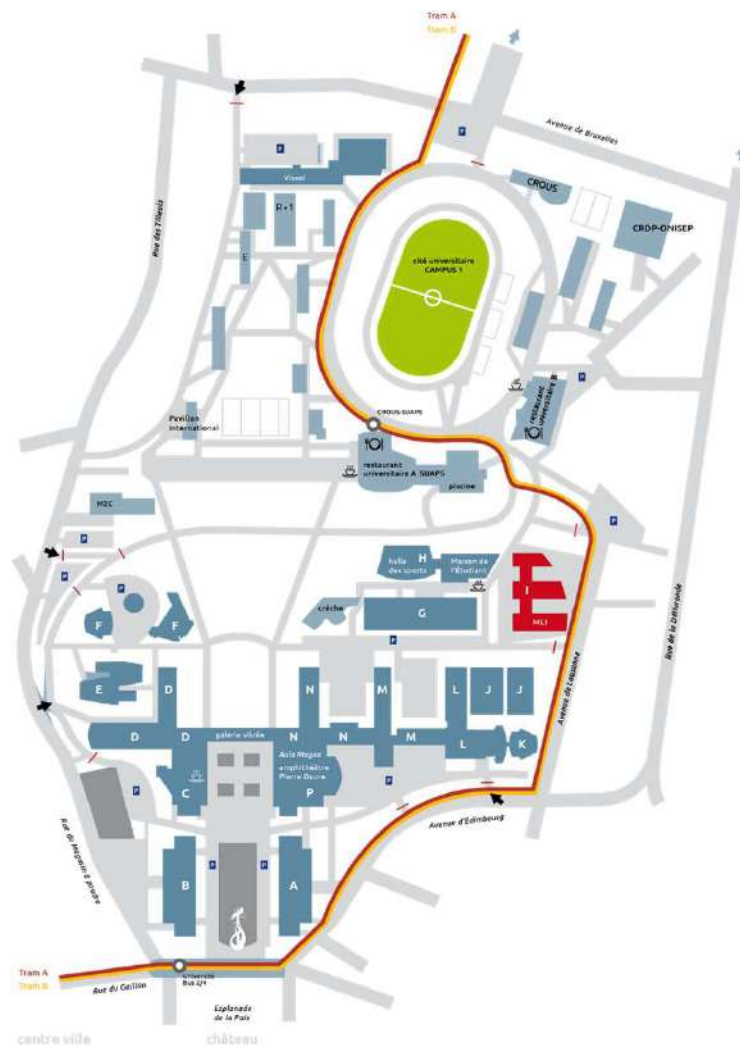 Tram A
Tram B
Avenue de Bruxelles
P
P
Vissol
CROUS
B + 1
CRDP-ONISEP
Rue des Tilleuls
E
cité universitaire
CAMPUS 1
restaurant
universitaire B
P
Pavillon
international
CROUS-SUAPS
restaurant
universitaire A SUAPS
piscine
M2C
P
P
P
P
halle
des sports
H
Maison de
l'Étudiant
I
MLI
F
F
crèche
G
P
Rue de la Délivrande
Avenue de Lausanne
E
D
N
M
L
J
J
D
D
galerie vitrée
N
N
M
L
K
Aula Magna
amphithéâtre
Pierre Daure
P
C
P
P
Avenue d'Edimbourg
Rue du Magasin à poudre
B
P
P
A
Tram A
Tram B
Rue du Gaillon
Université
Bus 2/4
Esplanade
de la Paix
centre ville
château